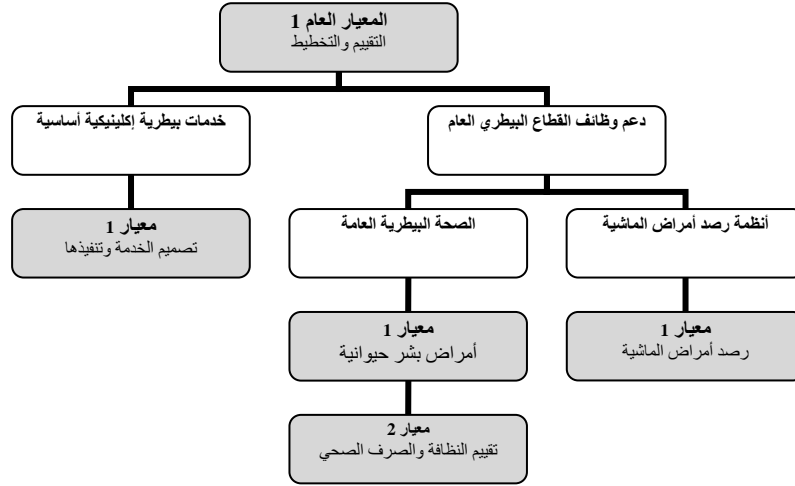 المعيار العام 1
التقييم والتخطيط
دعم وظائف القطاع البيطري العام
خدمات بيطرية إكلينيكية أساسية
أنظمة رصد أمراض الماشية
الصحة البيطرية العامة
معيار 1
تصميم الخدمة وتنفيذها
معيار 1
رصد أمراض الماشية
معيار 1
أمراض بشر حيوانية
معيار 2
تقييم النظافة والصرف الصحي